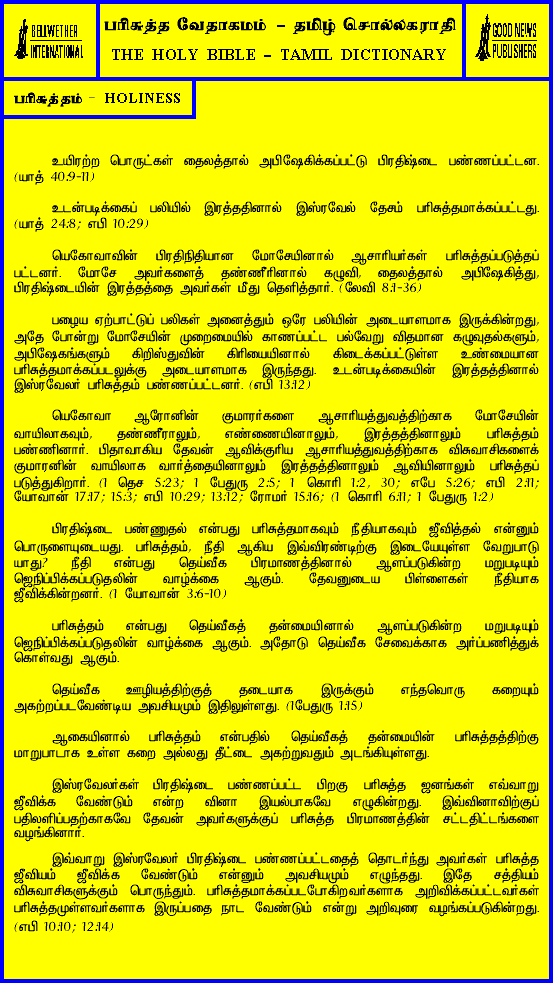 BELLWETHER
INTERNATIONAL
பரிசுத்த வேதாகமம் – தமிழ் சொல்லகராதி
THE HOLY BIBLE – TAMIL DICTIONARY
GOOD NEWS
PUBLISHERS
பரிசுத்தம் – HOLINESS
உயிரற்ற பொருட்கள் தைலத்தால் அபிஷேகிக்கப்பட்டு பிரதிஷ்டை பண்ணப்பட்டன.
(யாத் 40:9-11)
உடன்படிக்கைப் பலியில் இரத்ததினால் இஸ்ரவேல் தேசம் பரிசுத்தமாக்கப்பட்டது.
(யாத் 24:8; எபி 10:29)
யெகோவாவின் பிரதிநிதியான மோசேயினால் ஆசாரியர்கள் பரிசுத்தப்படுத்தப்
பட்டனர். மோசே அவர்களைத் தண்ணீரினால் கழுவி, தைலத்தால் அபிஷேகித்து,
பிரதிஷ்டையின் இரத்தத்தை அவர்கள் மீது தெளித்தார். (லேவி 8:1-36)
பழைய ஏற்பாட்டுப் பலிகள் அனைத்தும் ஒரே பலியின் அடையாளமாக இருக்கின்றது,
அதே போன்று மோசேயின் முறைமையில் காணப்பட்ட பல்வேறு விதமான கழுவுதல்களும்,
அபிஷேகங்களும் கிறிஸ்துவின் கிரியையினால் கிடைக்கப்பட்டுள்ள உண்மையான
பரிசுத்தமாக்கப்படலுக்கு அடையாளமாக இருந்தது. உடன்படிக்கையின் இரத்தத்தினால்
இஸ்ரவேலர் பரிசுத்தம் பண்ணப்பட்டனர். (எபி 13:12)
யெகோவா ஆரோனின் குமாரர்களை ஆசாரியத்துவத்திற்காக மோசேயின்
வாயிலாகவும், தண்ணீராலும், எண்ணையினாலும், இரத்தத்தினாலும் பரிசுத்தம்
பண்ணினார். பிதாவாகிய தேவன் ஆவிக்குரிய ஆசாரியத்துவத்திற்காக விசுவாசிகளைக்
குமாரனின் வாயிலாக வார்த்தையினாலும் இரத்தத்தினாலும் ஆவியினாலும் பரிசுத்தப்
படுத்துகிறார். (1 தெச 5:23; 1 பேதுரு 2:5; 1 கொரி 1:2, 30; எபே 5:26; எபி 2:11;
யோவான் 17:17; 15:3; எபி 10:29; 13:12; ரோமர் 15:16; (1 கொரி 6:11; 1 பேதுரு 1:2)
பிரதிஷ்டை பண்ணுதல் என்பது பரிசுத்தமாகவும் நீதியாகவும் ஜீவித்தல் என்னும்
பொருளையுடையது. பரிசுத்தம், நீதி ஆகிய இவ்விரண்டிற்கு இடையேயுள்ள வேறுபாடு
யாது? நீதி என்பது தெய்வீக பிரமாணத்தினால் ஆளப்படுகின்ற மறுபடியும்
ஜெநிப்பிக்கப்படுதலின் வாழ்க்கை ஆகும். தேவனுடைய பிள்ளைகள் நீதியாக
ஜீவிக்கின்றனர். (1 யோவான் 3:6-10)
பரிசுத்தம் என்பது தெய்வீகத் தன்மையினால் ஆளப்படுகின்ற மறுபடியும்
ஜெநிப்பிக்கப்படுதலின் வாழ்க்கை ஆகும். அதோடு தெய்வீக சேவைக்காக அர்ப்பணித்துக்
கொள்வது ஆகும்.
தெய்வீக ஊழியத்திற்குத் தடையாக இருக்கும் எந்தவொரு கறையும்
அகற்றப்படவேண்டிய அவசியமும் இதிலுள்ளது. (1பேதுரு 1:15)
ஆகையினால் பரிசுத்தம் என்பதில் தெய்வீகத் தன்மையின் பரிசுத்தத்திற்கு
மாறுபாடாக உள்ள கறை அல்லது தீட்டை அகற்றுவதும் அடங்கியுள்ளது.
இஸ்ரவேலர்கள் பிரதிஷ்டை பண்ணப்பட்ட பிறகு பரிசுத்த ஜனங்கள் எவ்வாறு
ஜீவிக்க வேண்டும் என்ற வினா இயல்பாகவே எழுகின்றது. இவ்வினாவிற்குப்
பதிலளிப்பதற்காகவே தேவன் அவர்களுக்குப் பரிசுத்த பிரமாணத்தின் சட்டதிட்டங்களை
வழங்கினார்.
இவ்வாறு இஸ்ரவேலர் பிரதிஷ்டை பண்ணப்பட்டதைத் தொடர்ந்து அவர்கள் பரிசுத்த
ஜீவியம் ஜீவிக்க வேண்டும் என்னும் அவசியமும் எழுந்தது. இதே சத்தியம்
விசுவாசிகளுக்கும் பொருந்தும். பரிசுத்தமாக்கப்படபோகிறவர்களாக அறிவிக்கப்பட்டவர்கள்
பரிசுத்தமுள்ளவர்களாக இருப்பதை நாட வேண்டும் என்று அறிவுரை வழங்கப்படுகின்றது.
(எபி 10:10; 12:14)